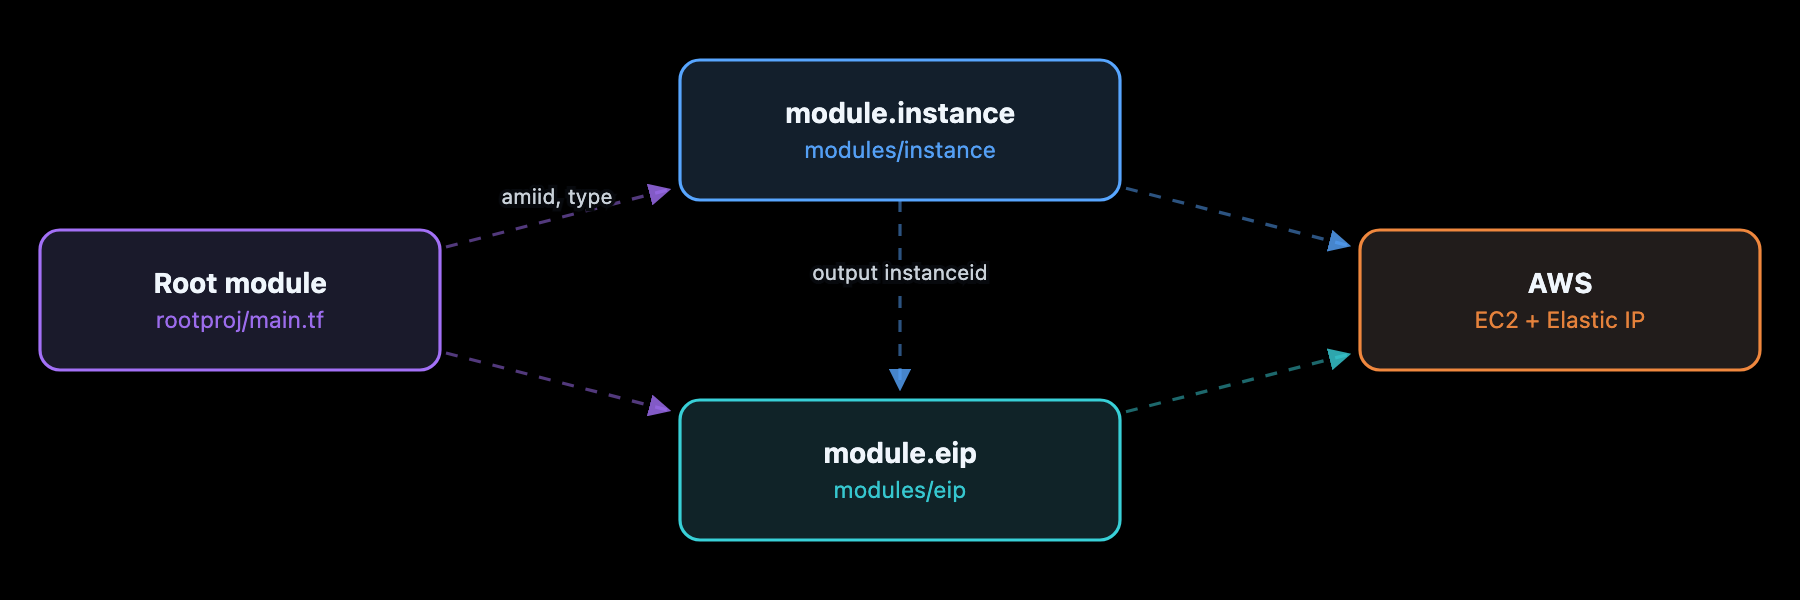 module.instance
modules/instance
amiid, type
Root module
rootproj/main.tf
output instanceid
AWS
EC2 + Elastic IP
module.eip
modules/eip